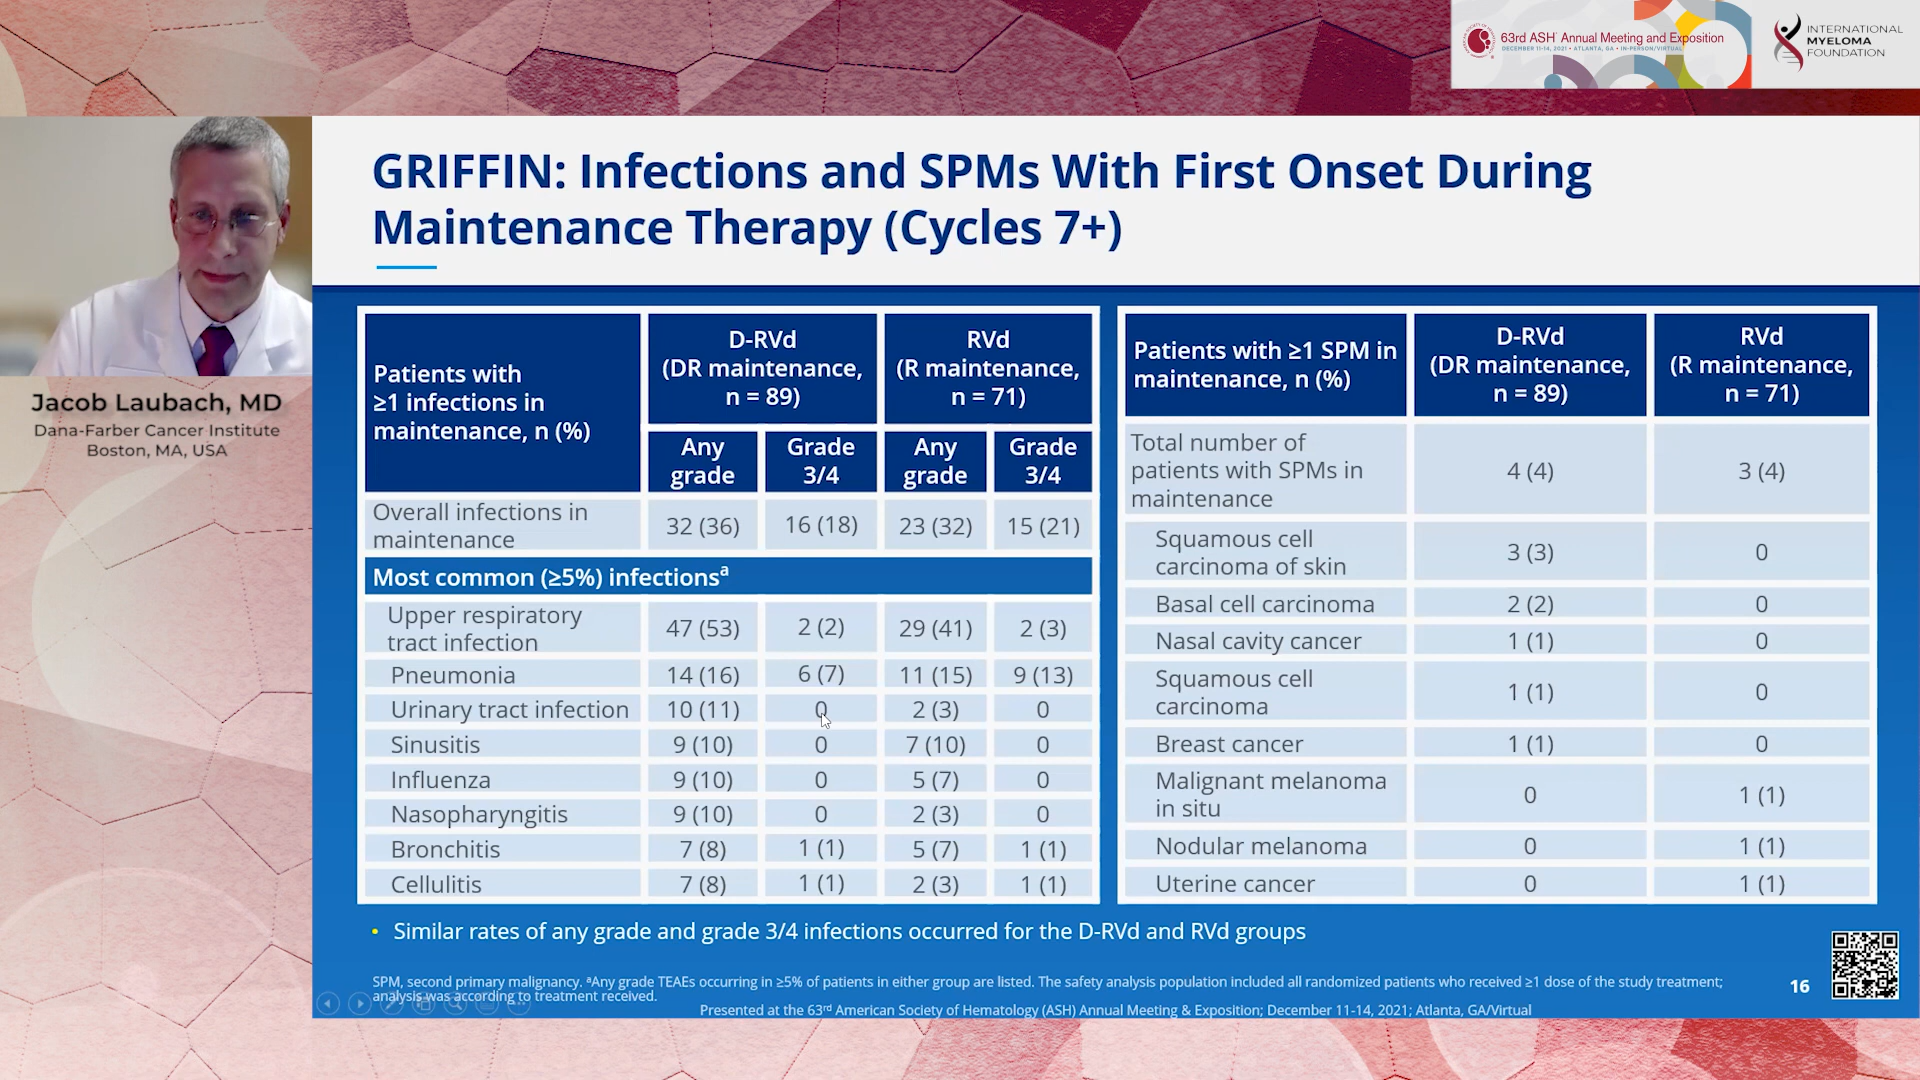 63rd ASH® Annual Meeting and Exposition
DECEMBER 11-14, 2021 • ATLANTA, GA • IN-PERSON/VIRTUAL
INTERNATIONAL
MYELOMA
FOUNDATION
Jacob Laubach, MD
Dana-Farber Cancer Institute
Boston, MA, USA
GRIFFIN: Infections and SPMs With First Onset During
Maintenance Therapy (Cycles 7+)
Patients with
≥1 infections in
maintenance, n (%)
D-RVd
(DR maintenance,
n = 89)
RVd
(R maintenance,
n = 71)
Any
grade
Grade
3/4
Any
grade
Grade
3/4
Overall infections in
maintenance
32 (36) 16 (18) 23 (32) 15 (21)
Most common (≥5%) infectionsᵃ
Upper respiratory
tract infection
47 (53) 2 (2) 29 (41) 2 (3)
Pneumonia 14 (16) 6 (7) 11 (15) 9 (13)
Urinary tract infection 10 (11) 0 2 (3) 0
Sinusitis 9 (10) 0 7 (10) 0
Influenza 9 (10) 0 5 (7) 0
Nasopharyngitis 9 (10) 0 2 (3) 0
Bronchitis 7 (8) 1 (1) 5 (7) 1 (1)
Cellulitis 7 (8) 1 (1) 2 (3) 1 (1)
Patients with ≥1 SPM in
maintenance, n (%)
D-RVd
(DR maintenance,
n = 89)
RVd
(R maintenance,
n = 71)
Total number of
patients with SPMs in
maintenance
4 (4) 3 (4)
Squamous cell
carcinoma of skin
3 (3) 0
Basal cell carcinoma 2 (2) 0
Nasal cavity cancer 1 (1) 0
Squamous cell
carcinoma
1 (1) 0
Breast cancer 1 (1) 0
Malignant melanoma
in situ
0 1 (1)
Nodular melanoma 0 1 (1)
Uterine cancer 0 1 (1)
• Similar rates of any grade and grade 3/4 infections occurred for the D-RVd and RVd groups
SPM, second primary malignancy. ᵃAny grade TEAEs occurring in ≥5% of patients in either group are listed. The safety analysis population included all randomized patients who received ≥1 dose of the study treatment;
analysis was according to treatment received.
Presented at the 63ʳᵈ American Society of Hematology (ASH) Annual Meeting & Exposition; December 11-14, 2021; Atlanta, GA/Virtual
16